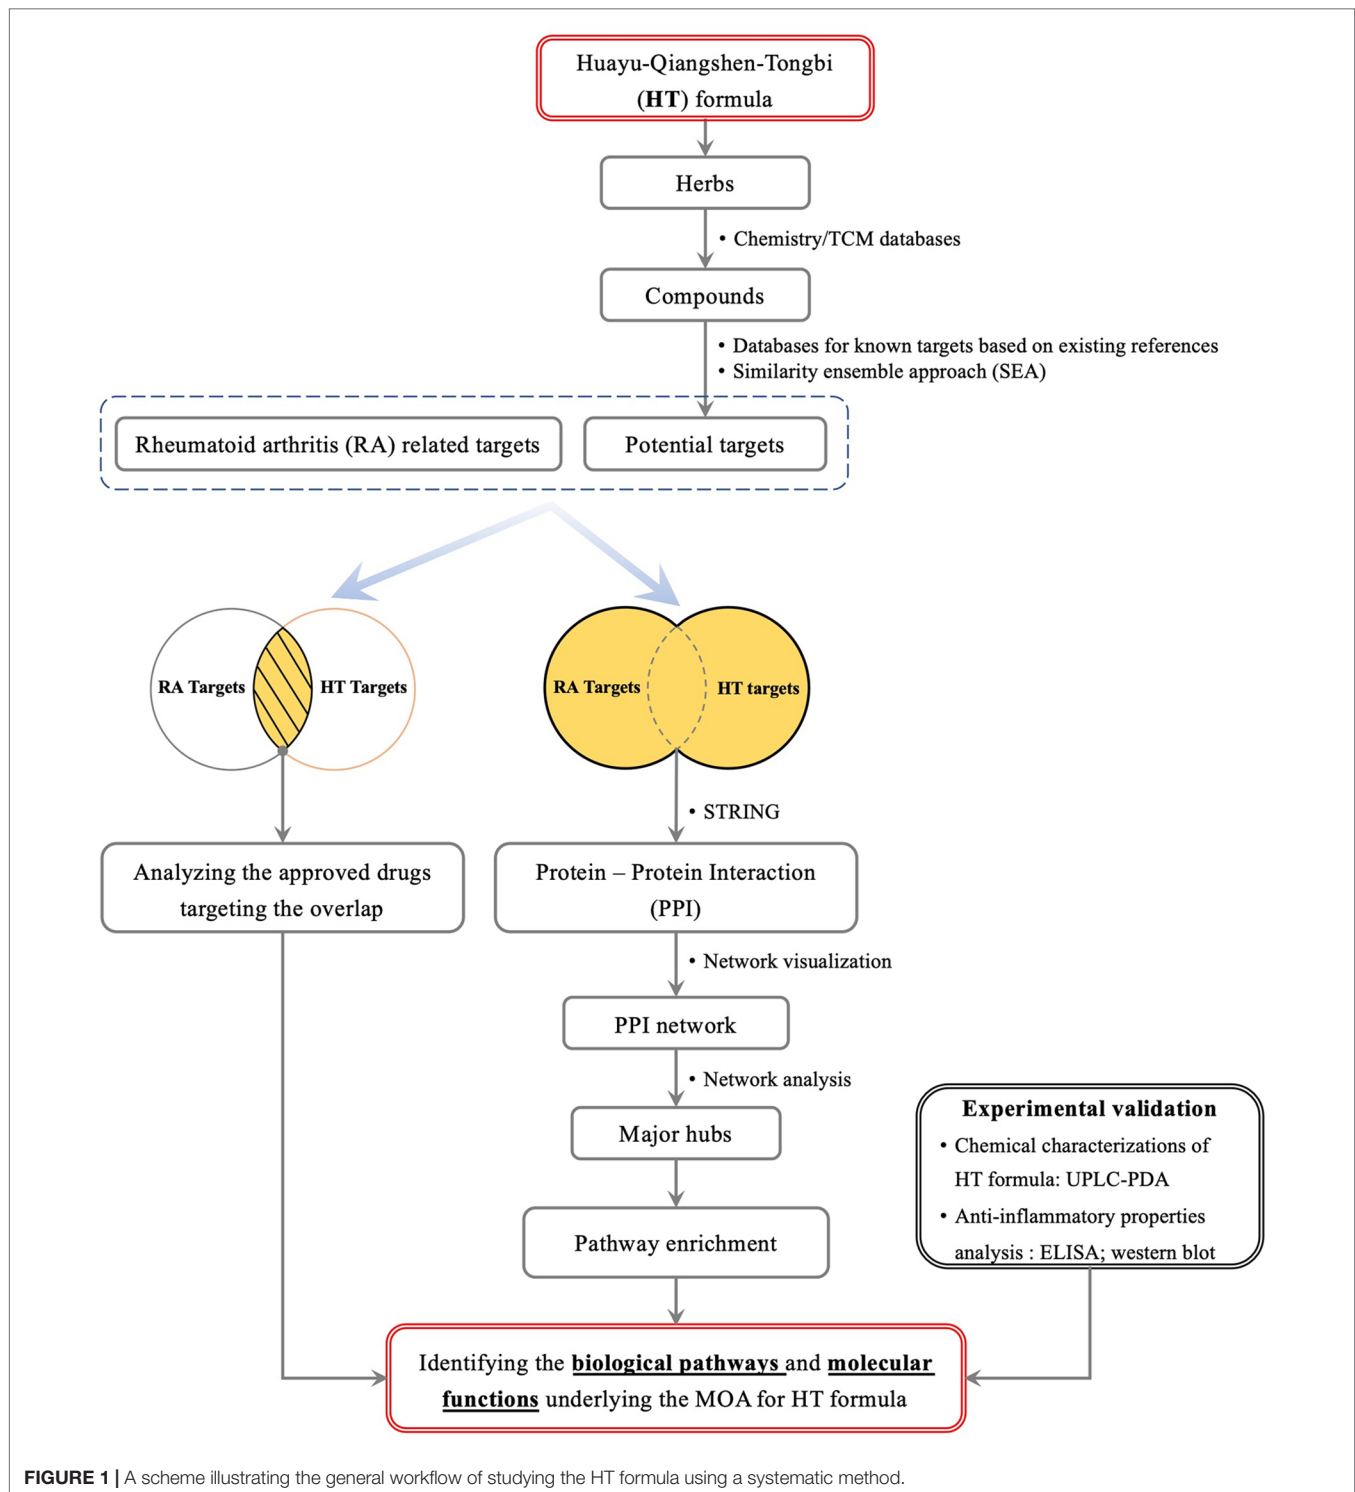 Huayu-Qiangshen-Tongbi
(HT) formula
Herbs
• Chemistry/TCM databases
Compounds
• Databases for known targets based on existing references
• Similarity ensemble approach (SEA)
Rheumatoid arthritis (RA) related targets
Potential targets
RA Targets
HT Targets
RA Targets
HT targets
• STRING
Analyzing the approved drugs
targeting the overlap
Protein – Protein Interaction
(PPI)
• Network visualization
PPI network
• Network analysis
Major hubs
Pathway enrichment
Experimental validation
• Chemical characterizations of
HT formula: UPLC-PDA
• Anti-inflammatory properties
analysis : ELISA; western blot
Identifying the biological pathways and molecular
functions underlying the MOA for HT formula
FIGURE 1 | A scheme illustrating the general workflow of studying the HT formula using a systematic method.